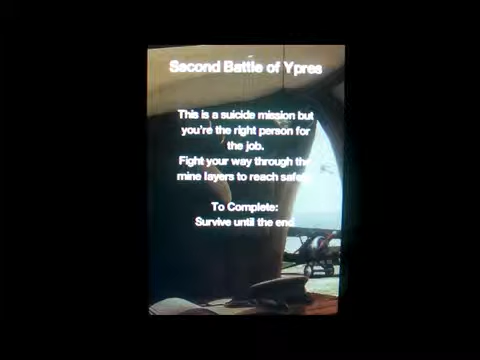 Second Battle of Ypres
This is a suicide mission but
you're the right person for
the job.
Fight your way through the
mine layers to reach
To Complete:
Survive until the end